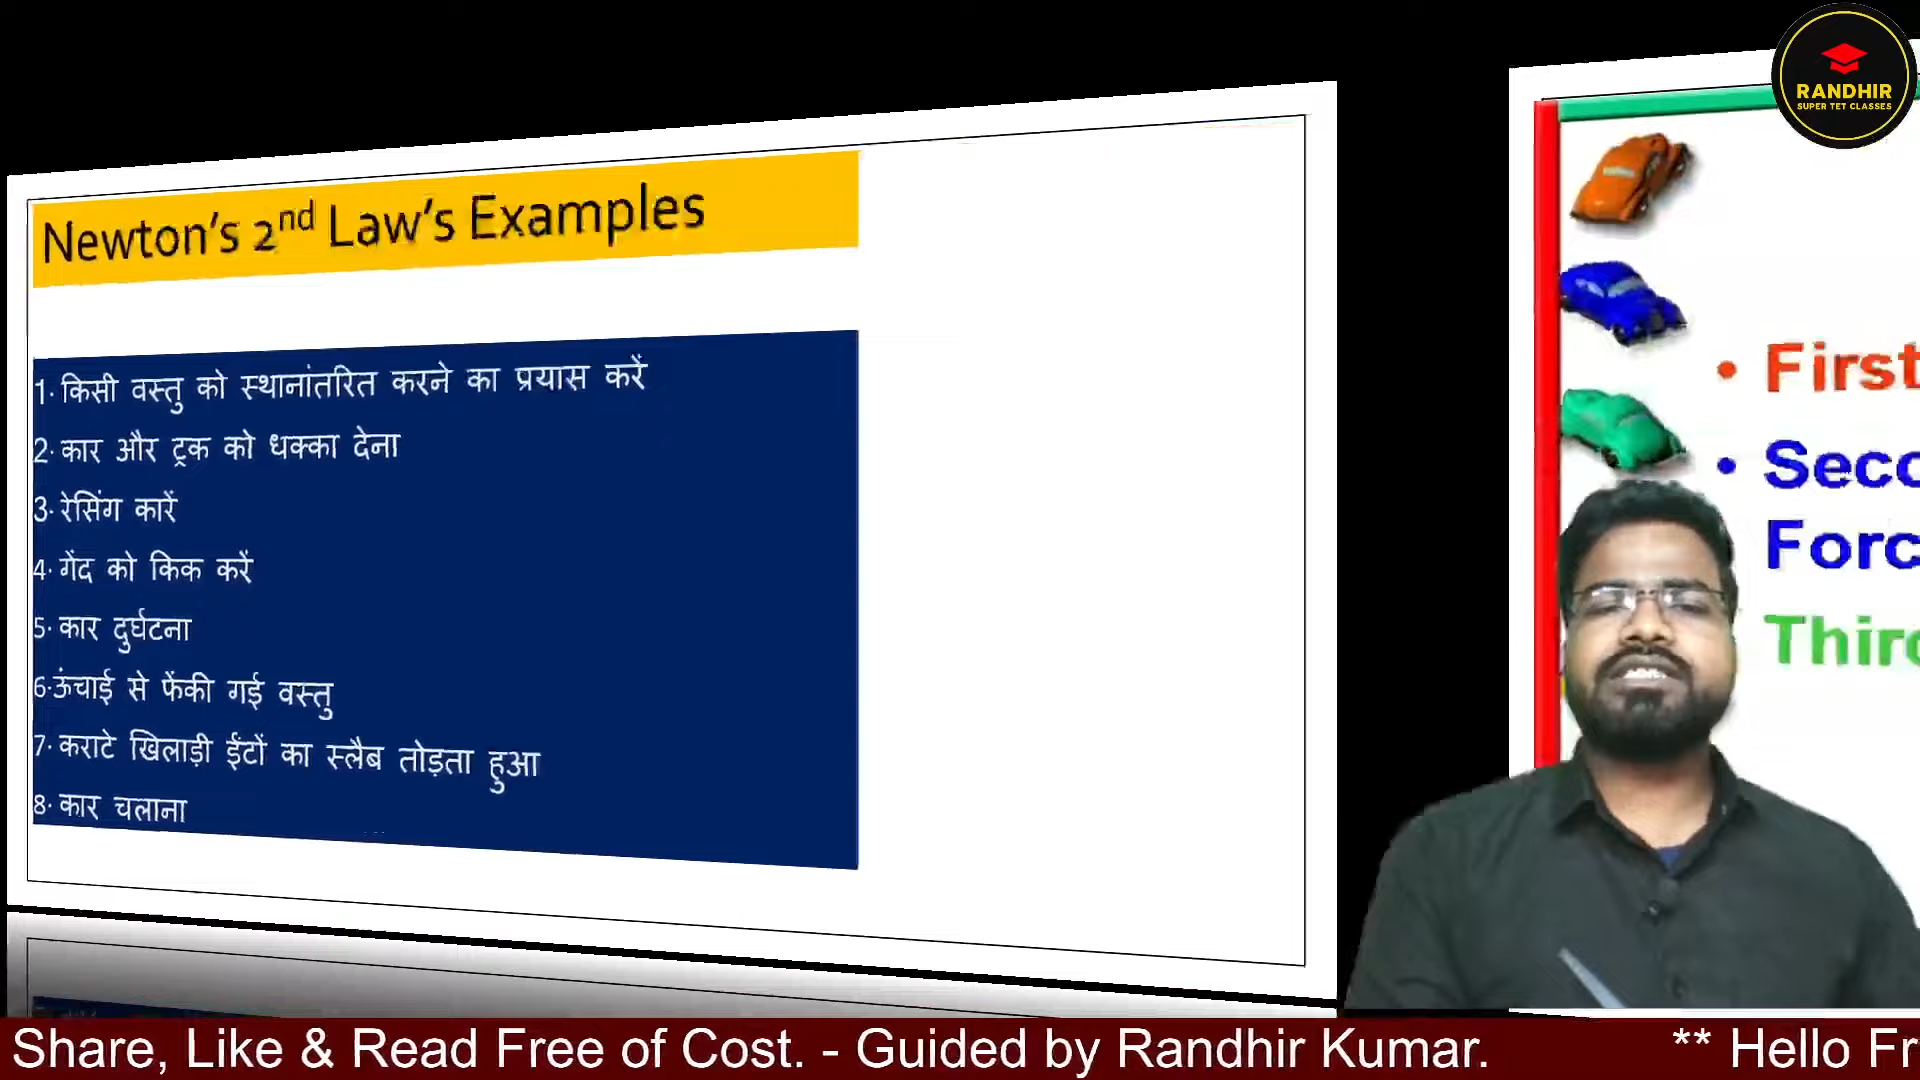 RANDHIR
SUPER TET CLASSES
Newton's 2nd Law's Examples
1. किसी वस्तु को स्थानांतरित करने का प्रयास करें
2. कार और ट्रक को धक्का देना
3. रेसिंग कारें
4. गेंद को किक करें
5. कार दुर्घटना
6. ऊंचाई से फेंकी गई वस्तु
7. कराटे खिलाड़ी ईंटों का स्लैब तोड़ता हुआ
8. कार चलाना
• First
• Seco
Forc
Third
Share, Like & Read Free of Cost. - Guided by Randhir Kumar.
** Hello Fr